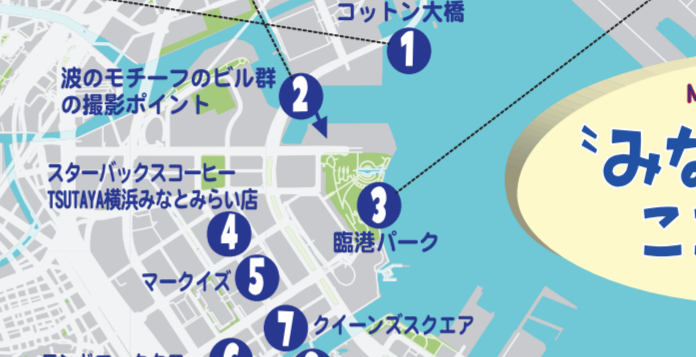 コットン大橋
1
波のモチーフのビル群
の撮影ポイント
2
スターバックスコーヒー
TSUTAYA横浜みなとみらい店
4
3
臨港パーク
マークイズ
5
7
クイーンズスクエア
M
"みな
ここ